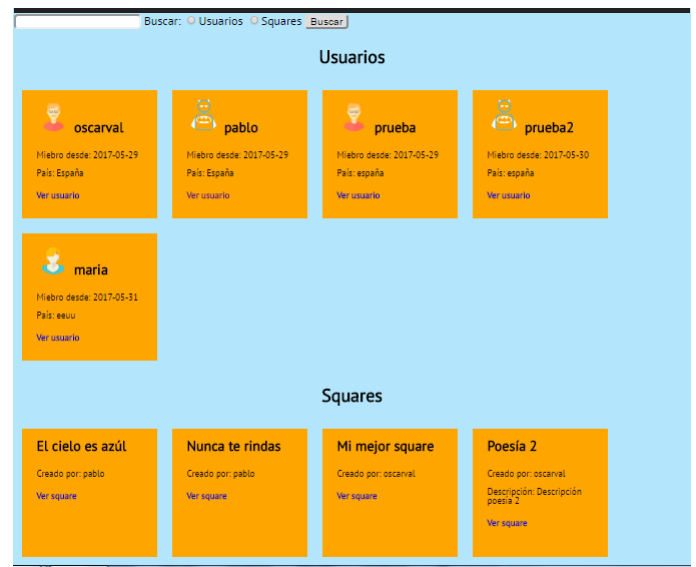 Buscar: Usuarios Squares Buscar
Usuarios
oscarval
Miebro desde: 2017-05-29
País: España
Ver usuario
pablo
Miebro desde: 2017-05-29
País: España
Ver usuario
prueba
Miebro desde: 2017-05-29
País: españa
Ver usuario
prueba2
Miebro desde: 2017-05-30
País: españa
Ver usuario
maria
Miebro desde: 2017-05-31
País: eeuu
Ver usuario
Squares
El cielo es azúl
Creado por: pablo
Ver square
Nunca te rindas
Creado por: pablo
Ver square
Mi mejor square
Creado por: oscarval
Ver square
Poesía 2
Creado por: oscarval
Descripción: Descripción
poesia 2
Ver square